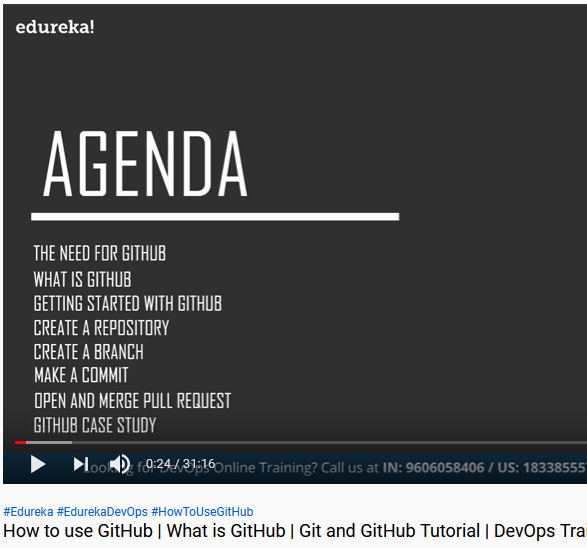 edureka!
AGENDA
THE NEED FOR GITHUB
WHAT IS GITHUB
GETTING STARTED WITH GITHUB
CREATE A REPOSITORY
CREATE A BRANCH
MAKE A COMMIT
OPEN AND MERGE PULL REQUEST
GITHUB CASE STUDY
0:24 / 31:16
Looking for DevOps Online Training? Call us at IN: 9606058406 / US: 183385557
#Edureka #EdurekaDevOps #HowToUseGitHub
How to use GitHub | What is GitHub | Git and GitHub Tutorial | DevOps Trai